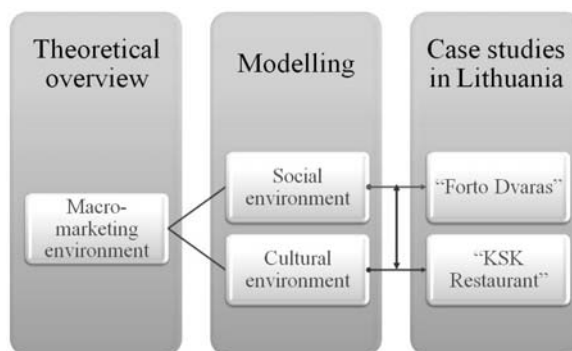 Theoretical
overview
Macro-
marketing
environment
Modelling
Social
environment
Cultural
environment
Case studies
in Lithuania
“Forto Dvaras”
“KSK
Restaurant”